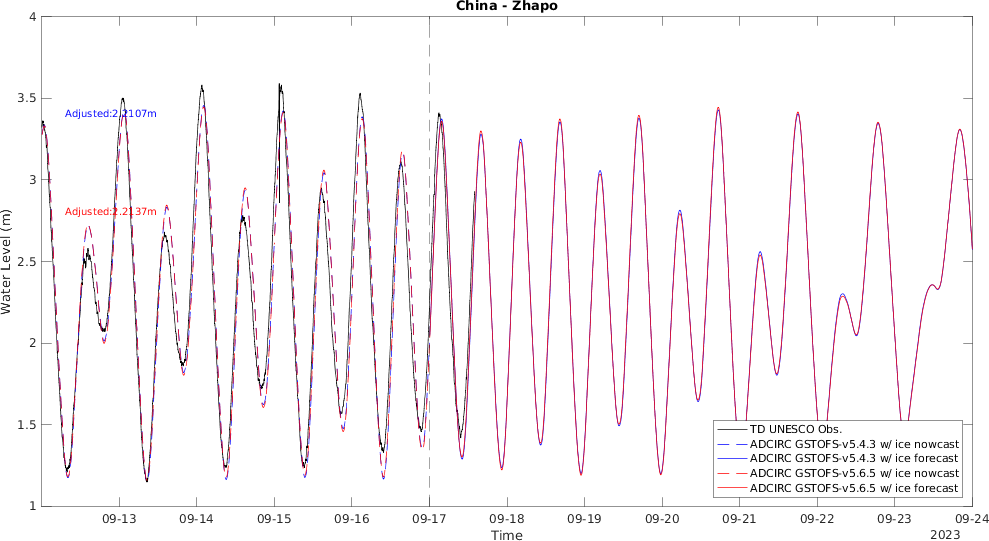 China - Zhapo
4
3.5
3
2.5
2
1.5
1
Water Level (m)
Adjusted:2.2107m
Adjusted:2.2137m
TD UNESCO Obs.
ADCIRC GSTOFS-v5.4.3 w/ ice nowcast
ADCIRC GSTOFS-v5.4.3 w/ ice forecast
ADCIRC GSTOFS-v5.6.5 w/ ice nowcast
ADCIRC GSTOFS-v5.6.5 w/ ice forecast
09-13 09-14 09-15 09-16 09-17 09-18 09-19 09-20 09-21 09-22 09-23 09-24
Time
2023